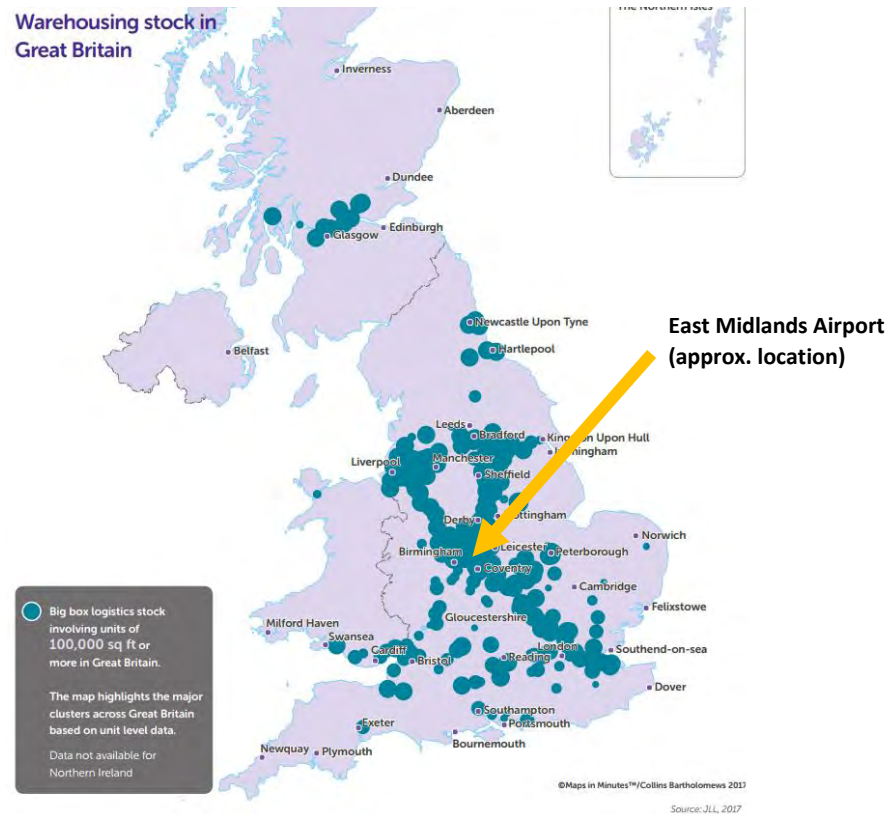 Warehousing stock in
Great Britain
The Northern Isles
Inverness
Aberdeen
Dundee
Edinburgh
Glasgow
Newcastle Upon Tyne
East Midlands Airport
(approx. location)
Hartlepool
Belfast
Leeds
Bradford
Kingston Upon Hull
Manchester
Liverpool
Sheffield
Derby
Nottingham
Norwich
Leicester
Peterborough
Birmingham
Coventry
Cambridge
Felixstowe
Gloucestershire
Big box logistics stock
involving units of
100,000 sq ft or
more in Great Britain.
The map highlights the major
clusters across Great Britain
based on unit level data.
Data not available for
Northern Ireland
Milford Haven
Swansea
Cardiff
Bristol
Reading
London
Southend-on-sea
Dover
Southampton
Portsmouth
Exeter
Bournemouth
Newquay
Plymouth
©Maps in Minutes™/Collins Bartholomews 2017
Source: JLL, 2017